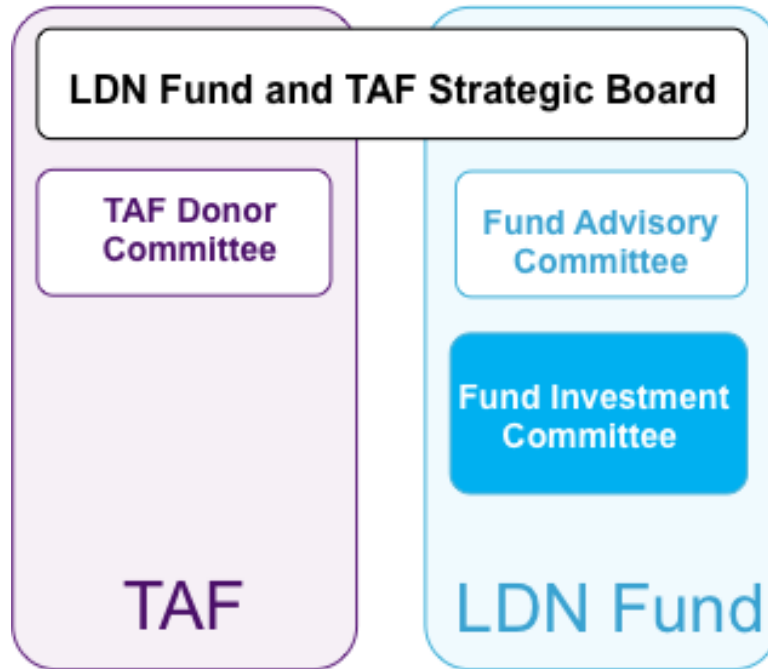 LDN Fund and TAF Strategic Board
TAF Donor
Committee
Fund Advisory
Committee
Fund Investment
Committee
TAF
LDN Fund